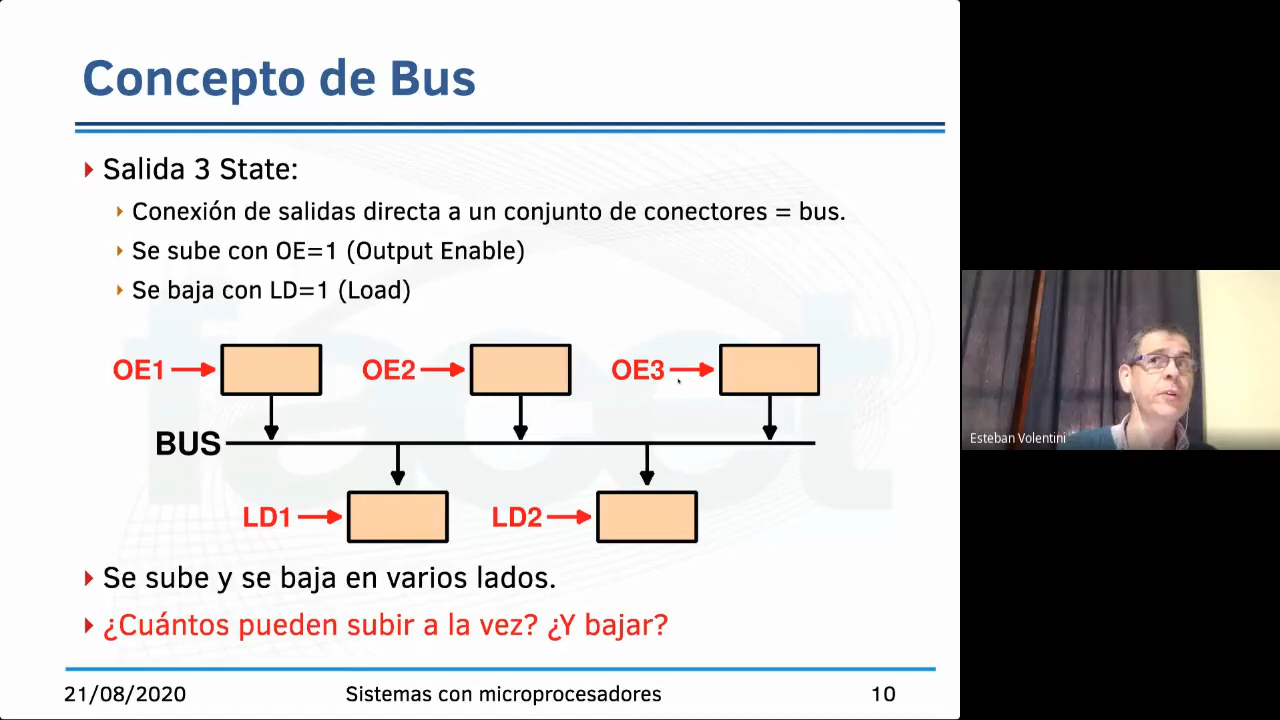 Concepto de Bus
Salida 3 State:
Conexión de salidas directa a un conjunto de conectores = bus.
Se sube con OE=1 (Output Enable)
Se baja con LD=1 (Load)
OE1 OE2 OE3
BUS
LD1 LD2
Se sube y se baja en varios lados.
¿Cuántos pueden subir a la vez? ¿Y bajar?
21/08/2020 Sistemas con microprocesadores 10
Esteban Volentini